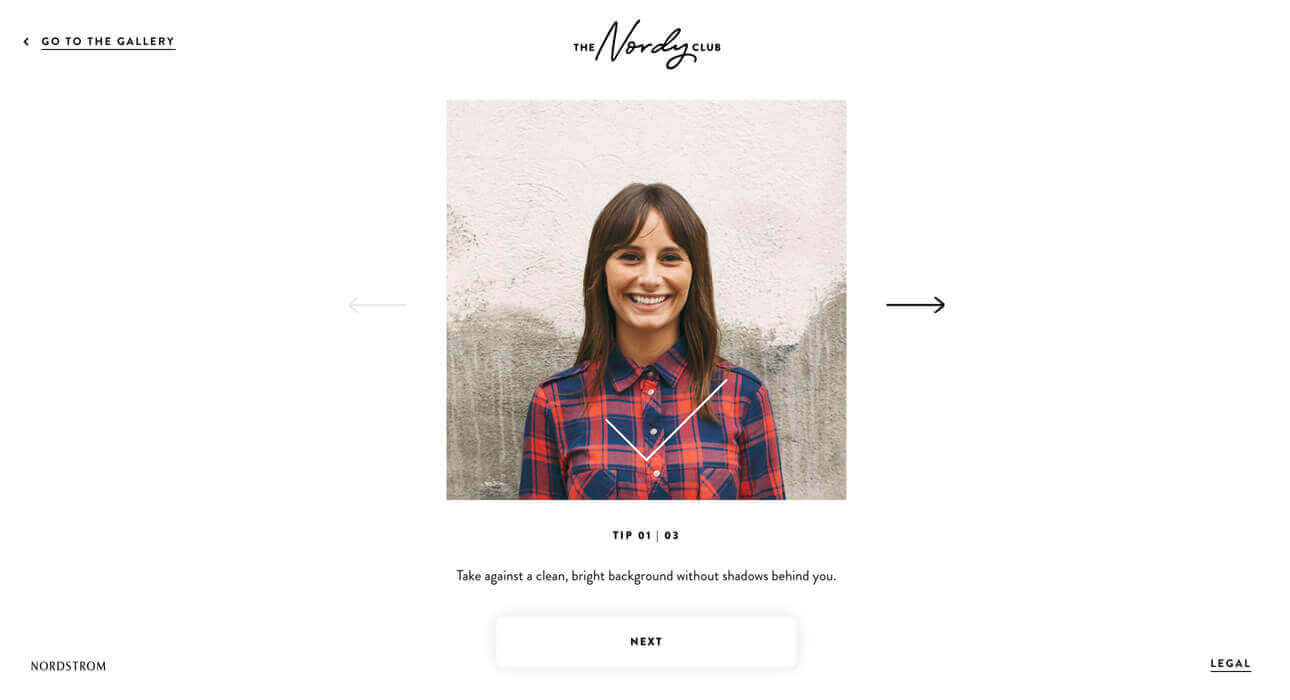 GO TO THE GALLERY
THE Nordy CLUB
TIP 01 | 03
Take against a clean, bright background without shadows behind you.
NEXT
NORDSTROM
LEGAL